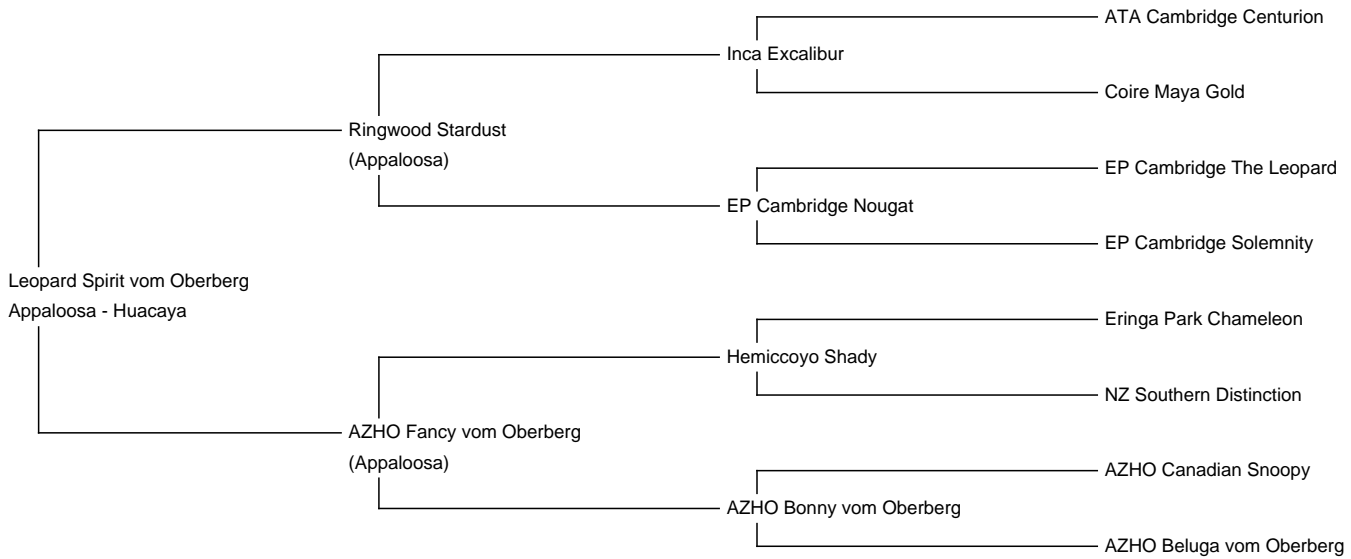 ATA Cambridge Centurion
Inca Excalibur
Coire Maya Gold
Ringwood Stardust
(Appaloosa)
EP Cambridge The Leopard
EP Cambridge Nougat
EP Cambridge Solemnity
Leopard Spirit vom Oberberg
Appaloosa - Huacaya
Eringa Park Chameleon
Hemiccoyo Shady
NZ Southern Distinction
AZHO Fancy vom Oberberg
(Appaloosa)
AZHO Canadian Snoopy
AZHO Bonny vom Oberberg
AZHO Beluga vom Oberberg